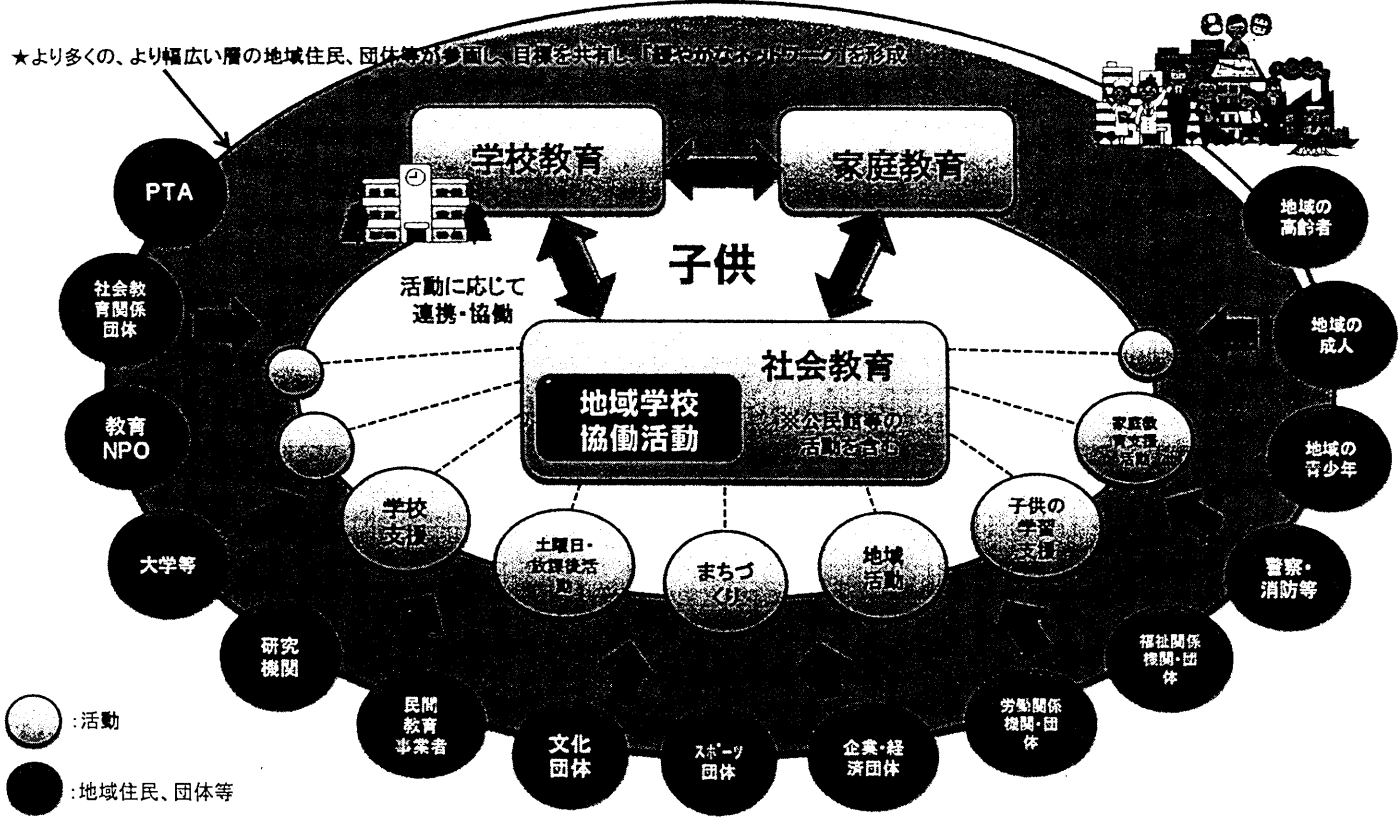 ★より多くの、より幅広い層の地域住民、団体等が参画し、目標を共有し、「緩やかなネットワーク」を形成
学校教育
家庭教育
子供
活動に応じて
連携・協働
社会教育
※公民館等の
活動を含む
地域学校
協働活動
PTA
社会教
育関係
団体
教育
NPO
大学等
研究
機関
民間
教育
事業者
文化
団体
スポーツ
団体
企業・経
済団体
労働関係
機関・団
体
福祉関係
機関・団
体
警察・
消防等
地域の
青少年
地域の
成人
地域の
高齢者
学校
支援
土曜日・
放課後活
動
まちづ
くり
地域
活動
子供の
学習
支援
家庭教
育支援
活動
:活動
:地域住民、団体等